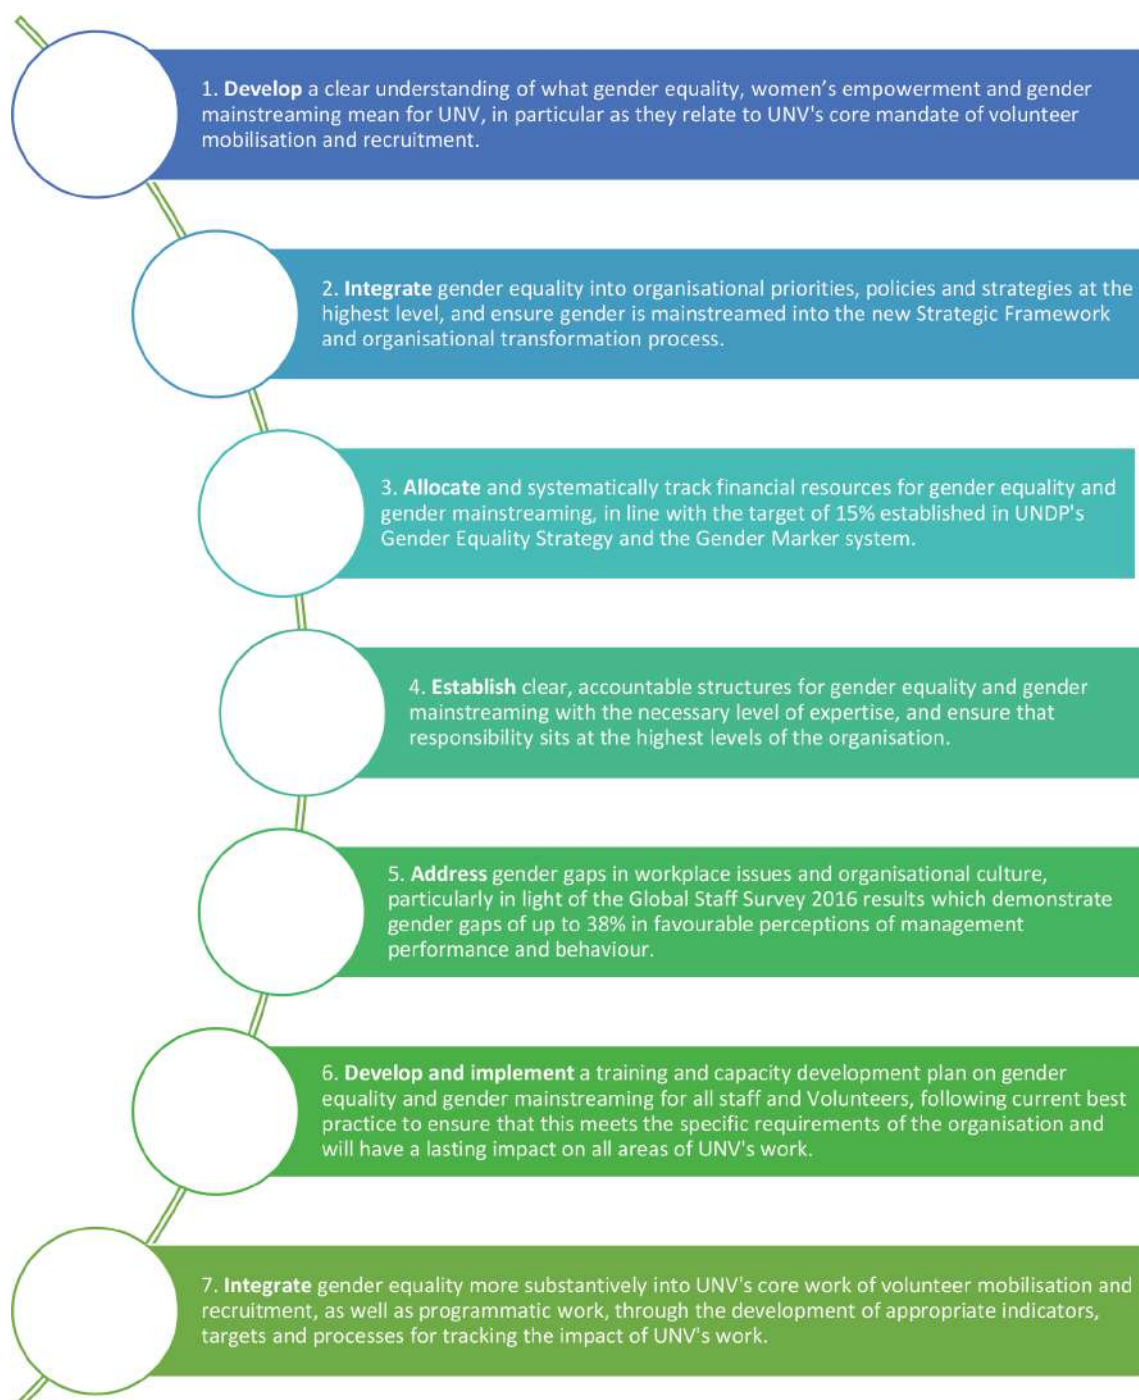 1. Develop a clear understanding of what gender equality, women’s empowerment and gender
mainstreaming mean for UNV, in particular as they relate to UNV's core mandate of volunteer
mobilisation and recruitment.
2. Integrate gender equality into organisational priorities, policies and strategies at the
highest level, and ensure gender is mainstreamed into the new Strategic Framework
and organisational transformation process.
3. Allocate and systematically track financial resources for gender equality and
gender mainstreaming, in line with the target of 15% established in UNDP's
Gender Equality Strategy and the Gender Marker system.
4. Establish clear, accountable structures for gender equality and gender
mainstreaming with the necessary level of expertise, and ensure that
responsibility sits at the highest levels of the organisation.
5. Address gender gaps in workplace issues and organisational culture,
particularly in light of the Global Staff Survey 2016 results which demonstrate
gender gaps of up to 38% in favourable perceptions of management
performance and behaviour.
6. Develop and implement a training and capacity development plan on gender
equality and gender mainstreaming for all staff and Volunteers, following current best
practice to ensure that this meets the specific requirements of the organisation and
will have a lasting impact on all areas of UNV's work.
7. Integrate gender equality more substantively into UNV's core work of volunteer mobilisation and
recruitment, as well as programmatic work, through the development of appropriate indicators,
targets and processes for tracking the impact of UNV's work.